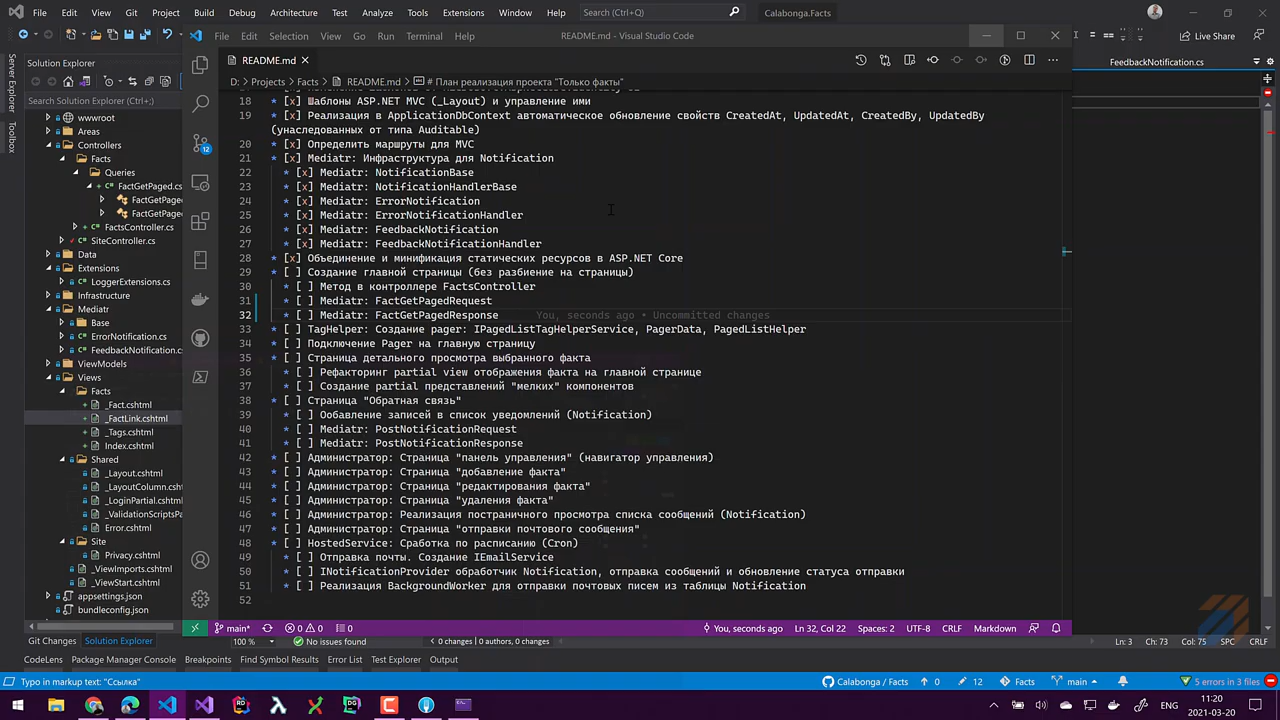 File Edit View Git Project Build Debug Architecture Test Analyze Tools Extensions Window Help Search (Ctrl+Q) Calabonga.Facts
Live Share
Server Explorer
Toolbox
Solution Explorer
Search Solution Explorer
wwwroot
Areas
Controllers
Facts
Queries
FactGetPaged.cs
FactGetPage
FactGetPage
FactsController.cs
SiteController.cs
Data
Extensions
LoggerExtensions.cs
Infrastructure
Mediatr
Base
ErrorNotification.cs
FeedbackNotification.
ViewModels
Views
Facts
_Fact.cshtml
_FactLink.cshtml
_Tags.cshtml
Index.cshtml
Shared
_Layout.cshtml
_LayoutColumn.cshtml
_LoginPartial.cshtml
_ValidationScriptsPa
Error.cshtml
Site
Privacy.cshtml
_ViewImports.cshtml
_ViewStart.cshtml
appsettings.json
bundleconfig.json
Git Changes Solution Explorer
File Edit Selection View Go Run Terminal Help README.md - Visual Studio Code
README.md
D: > Projects > Facts > README.md > # План реализация проекта "Только факты"
12
18 * [x] Шаблоны ASP.NET MVC (_Layout) и управление ими
19 * [x] Реализация в ApplicationDbContext автоматическое обновление свойств CreatedAt, UpdatedAt, CreatedBy, UpdatedBy
(унаследованных от типа Auditable)
20 * [x] Определить маршруты для MVC
21 * [x] Mediatr: Инфраструктура для Notification
22 * [x] Mediatr: NotificationBase
23 * [x] Mediatr: NotificationHandlerBase
24 * [x] Mediatr: ErrorNotification
25 * [x] Mediatr: ErrorNotificationHandler
26 * [x] Mediatr: FeedbackNotification
27 * [x] Mediatr: FeedbackNotificationHandler
28 * [x] Объединение и минификация статических ресурсов в ASP.NET Core
29 * [ ] Создание главной страницы (без разбиение на страницы)
30 * [ ] Метод в контроллере FactsController
31 * [ ] Mediatr: FactGetPagedRequest
32 * [ ] Mediatr: FactGetPagedResponse You, seconds ago • Uncommitted changes
33 * [ ] TagHelper: Создание pager: IPagedListTagHelperService, PagerData, PagedListHelper
34 * [ ] Подключение Pager на главную страницу
35 * [ ] Страница детального просмотра выбранного факта
36 * [ ] Рефакторинг partial view отображения факта на главной странице
37 * [ ] Создание partial представлений "мелких" компонентов
38 * [ ] Страница "Обратная связь"
39 * [ ] Ообавление записей в список уведомлений (Notification)
40 * [ ] Mediatr: PostNotificationRequest
41 * [ ] Mediatr: PostNotificationResponse
42 * [ ] Администратор: Страница "панель управления" (навигатор управления)
43 * [ ] Администратор: Страница "добавление факта"
44 * [ ] Администратор: Страница "редактирования факта"
45 * [ ] Администратор: Страница "удаления факта"
46 * [ ] Администратор: Реализация постраничного просмотра списка сообщений (Notification)
47 * [ ] Администратор: Страница "отправки почтового сообщения"
48 * [ ] HostedService: Сработка по расписанию (Cron)
49 * [ ] Отправка почты. Создание IEmailService
50 * [ ] INotificationProvider обработчик Notification, отправка сообщений и обновление статуса отправки
51 * [ ] Реализация BackgroundWorker для отправки почтовых писем из таблицы Notification
52
main* 0 0 0 You, seconds ago Ln 32, Col 22 Spaces: 2 UTF-8 CRLF Markdown
FeedbackNotification.cs
100 % No issues found 0 changes | 0 authors, 0 changes Ln: 3 Ch: 73 Col: 75 SPC CRLF
CodeLens Package Manager Console Breakpoints Find Symbol Results Error List Test Explorer Output
Typo in markup text: "Ссылка" Calabonga / Facts 0 12 Facts main 5 errors in 3 files
ENG 11:20 2021-03-20